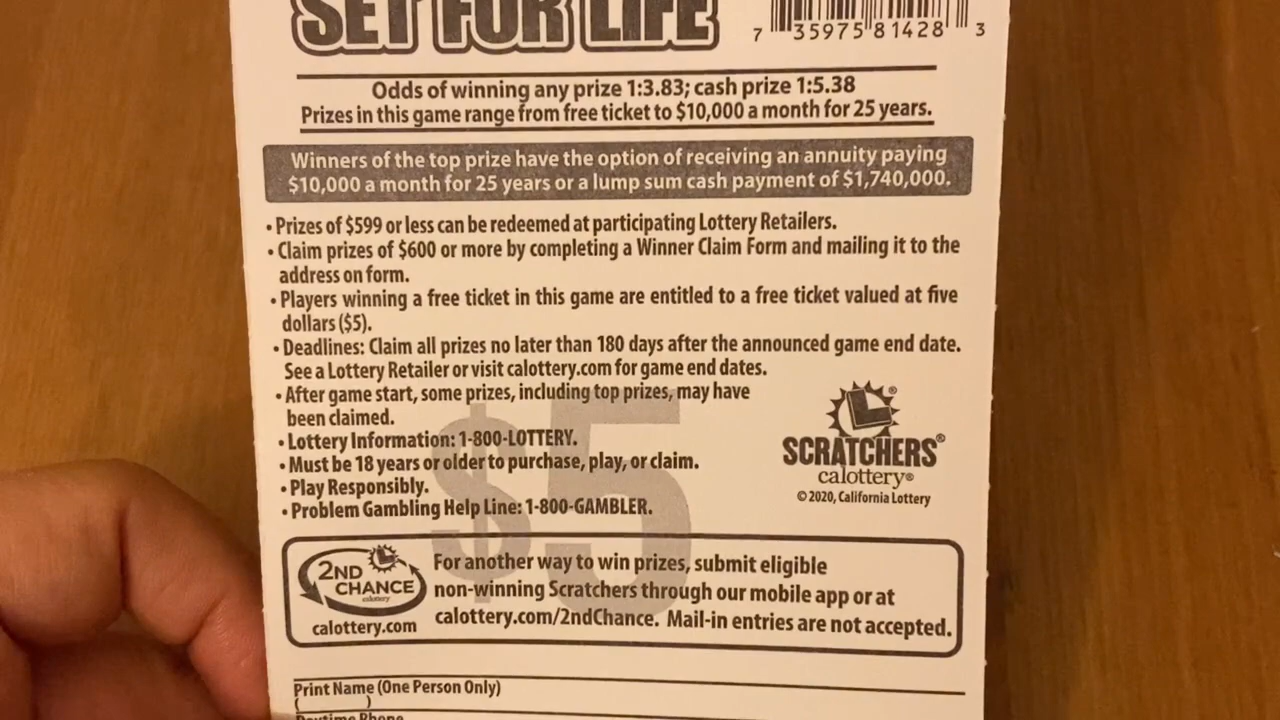 SET FOR LIFE
7 35975 81428 3
Odds of winning any prize 1:3.83; cash prize 1:5.38
Prizes in this game range from free ticket to $10,000 a month for 25 years.
Winners of the top prize have the option of receiving an annuity paying
$10,000 a month for 25 years or a lump sum cash payment of $1,740,000.
• Prizes of $599 or less can be redeemed at participating Lottery Retailers.
• Claim prizes of $600 or more by completing a Winner Claim Form and mailing it to the
address on form.
• Players winning a free ticket in this game are entitled to a free ticket valued at five
dollars ($5).
• Deadlines: Claim all prizes no later than 180 days after the announced game end date.
See a Lottery Retailer or visit calottery.com for game end dates.
• After game start, some prizes, including top prizes, may have
been claimed.
• Lottery Information: 1-800-LOTTERY.
• Must be 18 years or older to purchase, play, or claim.
• Play Responsibly.
• Problem Gambling Help Line: 1-800-GAMBLER.
$5
SCRATCHERS®
calottery®
© 2020, California Lottery
2ND
CHANCE
calottery
calottery.com
For another way to win prizes, submit eligible
non-winning Scratchers through our mobile app or at
calottery.com/2ndChance. Mail-in entries are not accepted.
Print Name (One Person Only)
( )
Daytime Phone